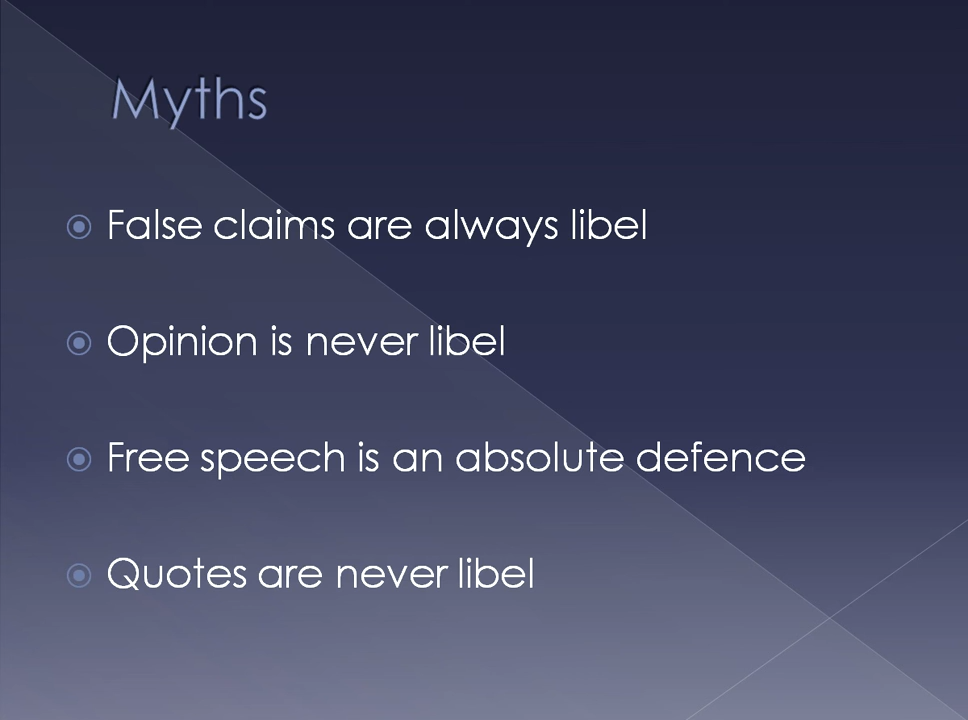 Myths
False claims are always libel
Opinion is never libel
Free speech is an absolute defence
Quotes are never libel